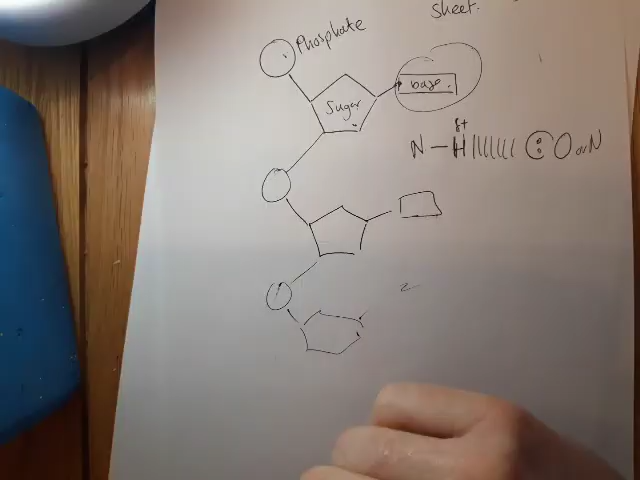 sheet.
Phosphate
base.
Sugar
δ+
N — H |||||||| : O or N